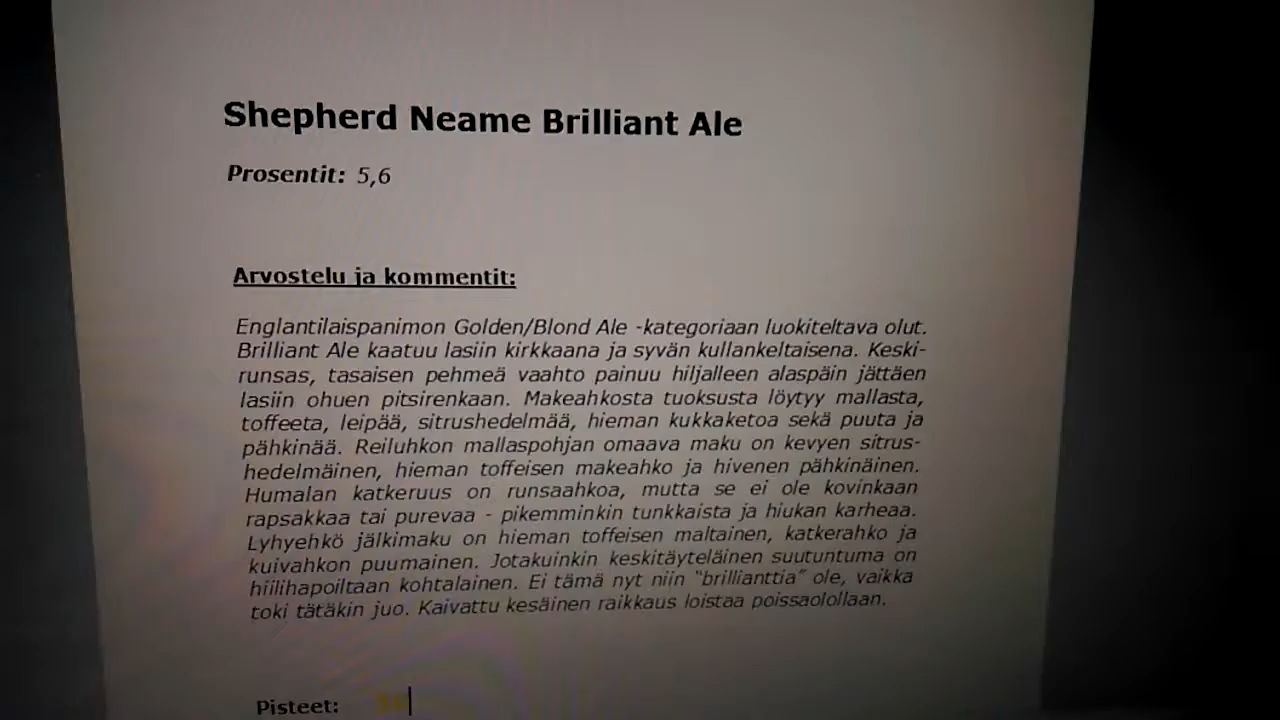 Shepherd Neame Brilliant Ale
Prosentit: 5,6
Arvostelu ja kommentit:
Englantilaispanimon Golden/Blond Ale -kategoriaan luokiteltava olut.
Brilliant Ale kaatuu lasiin kirkkaana ja syvän kullankeltaisena. Keski-
runsas, tasaisen pehmeä vaahto painuu hiljalleen alaspäin jättäen
lasiin ohuen pitsirenkaan. Makeahkosta tuoksusta löytyy mallasta,
toffeeta, leipää, sitrushedelmää, hieman kukkaketoa sekä puuta ja
pähkinää. Reiluhkon mallaspohjan omaava maku on kevyen sitrus-
hedelmäinen, hieman toffeisen makeahko ja hivenen pähkinäinen.
Humalan katkeruus on runsaahkoa, mutta se ei ole kovinkaan
rapsakkaa tai purevaa - pikemminkin tunkkaista ja hiukan karheaa.
Lyhyehkö jälkimaku on hieman toffeisen maltainen, katkerahko ja
kuivahkon puumainen. Jotakuinkin keskitäyteläinen suutuntuma on
hiilihapoiltaan kohtalainen. Ei tämä nyt niin "brillianttia" ole, vaikka
toki tätäkin juo. Kaivattu kesäinen raikkaus loistaa poissaolollaan.
Pisteet: